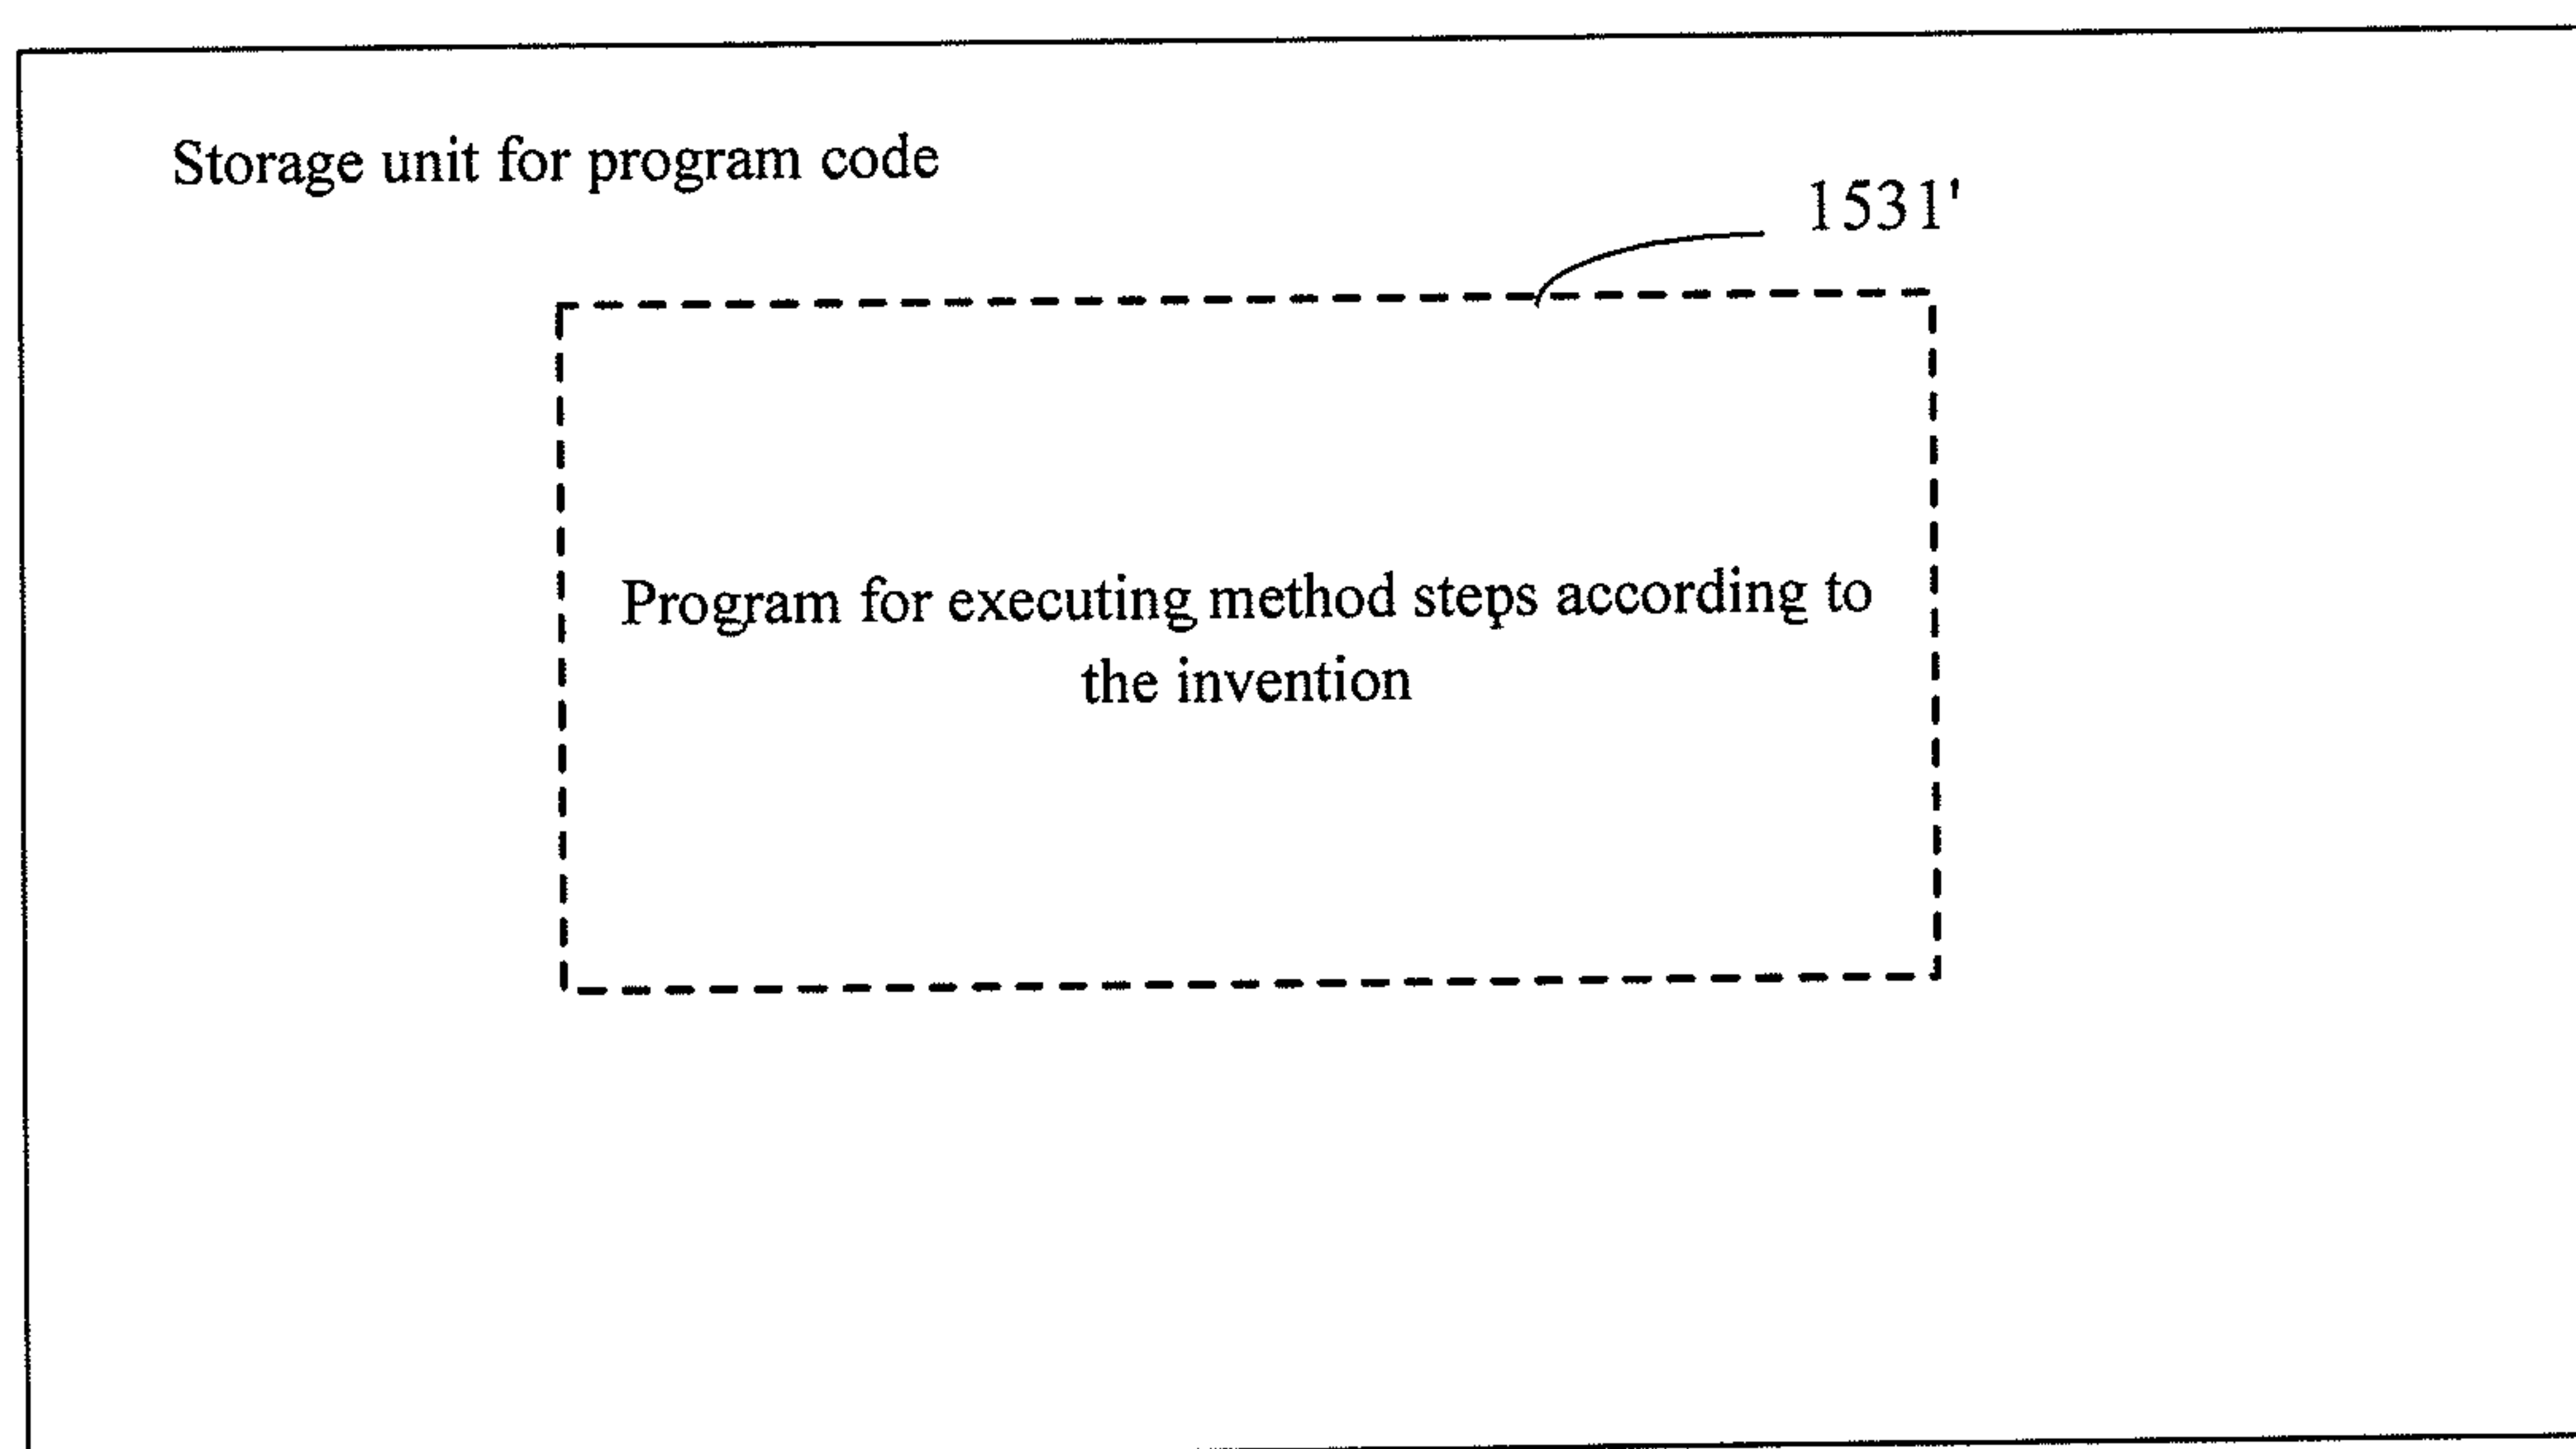 Storage unit for program code
1531'
Program for executing method steps according to
the invention